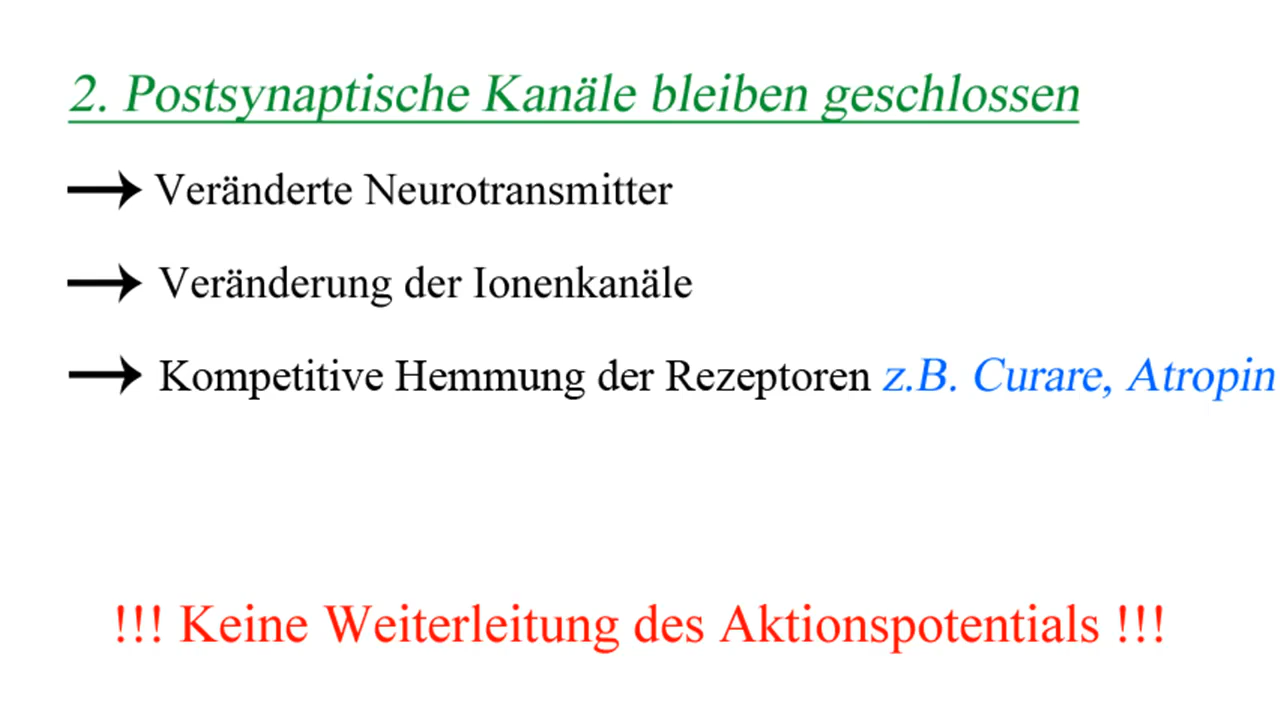 2. Postsynaptische Kanäle bleiben geschlossen
Veränderte Neurotransmitter
Veränderung der Ionenkanäle
Kompetitive Hemmung der Rezeptoren z.B. Curare, Atropin
!!! Keine Weiterleitung des Aktionspotentials !!!